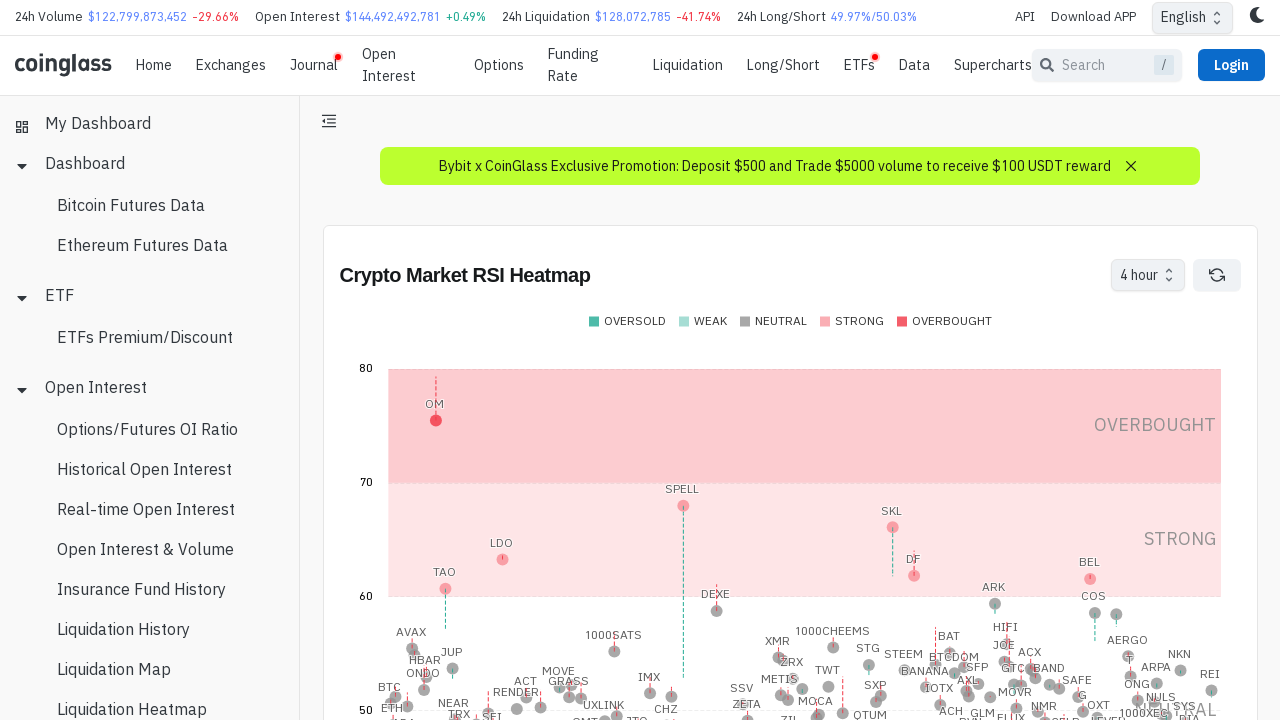 24h Volume $122,799,873,452 -29.66% Open Interest $144,492,492,781 +0.49% 24h Liquidation $128,072,785 -41.74% 24h Long/Short 49.97%/50.03% API Download APP English
coinglass Home Exchanges Journal Open Interest Options Funding Rate Liquidation Long/Short ETFs Data Supercharts Search / Login
My Dashboard
Dashboard
Bitcoin Futures Data
Ethereum Futures Data
ETF
ETFs Premium/Discount
Open Interest
Options/Futures OI Ratio
Historical Open Interest
Real-time Open Interest
Open Interest & Volume
Insurance Fund History
Liquidation History
Liquidation Map
Liquidation Heatmap
Bybit x CoinGlass Exclusive Promotion: Deposit $500 and Trade $5000 volume to receive $100 USDT reward
Crypto Market RSI Heatmap 4 hour
OVERSOLD WEAK NEUTRAL STRONG OVERBOUGHT
80
OM
OVERBOUGHT
70
SPELL
SKL
STRONG
LDO
DF
BEL
TAO
ARK
60
DEXE
COS
HIFI
AVAX
1000SATS
1000CHEEMS
BAT
AERGO
XMR
JOE
JUP
STG
STEEM
BTCDOM
ACX
NKN
HBAR
ZRX
SFP
GTC
BAND
ARPA
ONDO
MOVE
TWT
BANANA
T
REI
ACT
GRASS
IMX
METIS
AXL
SAFE
BTC
RENDER
SSV
SXP
IOTX
MOVR
G
ONG
NULS
ETH
NEAR
UXLINK
CHZ
ZETA
MOCA
NMR
OXT
SYS
50
TRX
QTUM
ACH
GLM
1000XEC